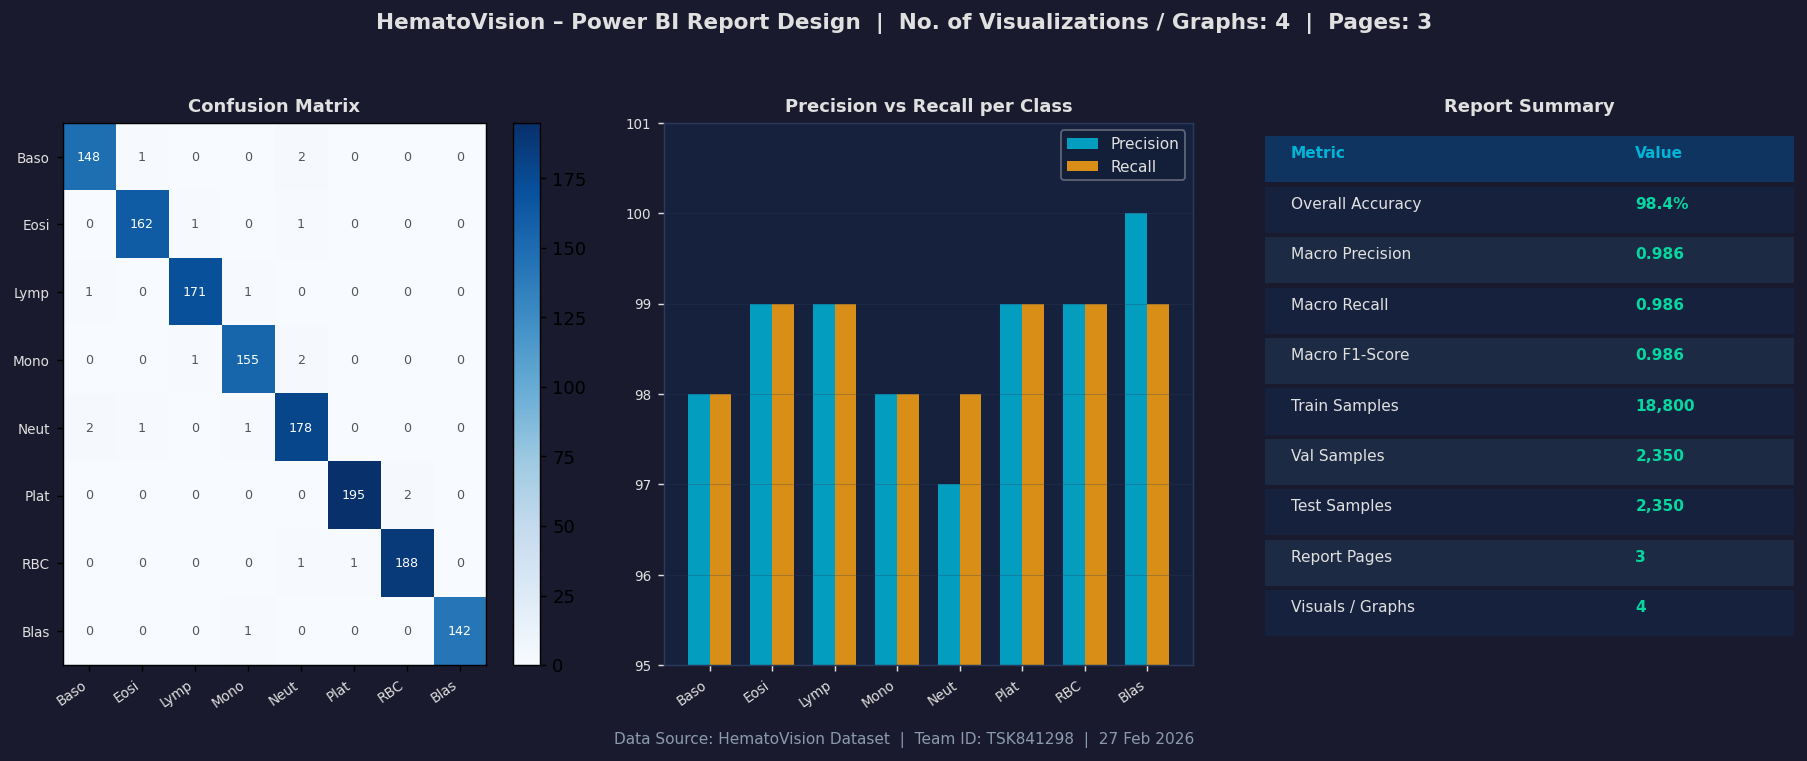 HematoVision – Power BI Report Design | No. of Visualizations / Graphs: 4 | Pages: 3
Confusion Matrix
Baso 148 1 0 0 2 0 0 0
Eosi 0 162 1 0 1 0 0 0
Lymp 1 0 171 1 0 0 0 0
Mono 0 0 1 155 2 0 0 0
Neut 2 1 0 1 178 0 0 0
Plat 0 0 0 0 0 195 2 0
RBC 0 0 0 0 1 1 188 0
Blas 0 0 0 1 0 0 0 142
Baso Eosi Lymp Mono Neut Plat RBC Blas
175
150
125
100
75
50
25
0
Precision vs Recall per Class
Precision
Recall
101
100
99
98
97
96
95
Baso Eosi Lymp Mono Neut Plat RBC Blas
Report Summary
Metric Value
Overall Accuracy 98.4%
Macro Precision 0.986
Macro Recall 0.986
Macro F1-Score 0.986
Train Samples 18,800
Val Samples 2,350
Test Samples 2,350
Report Pages 3
Visuals / Graphs 4
Data Source: HematoVision Dataset | Team ID: TSK841298 | 27 Feb 2026